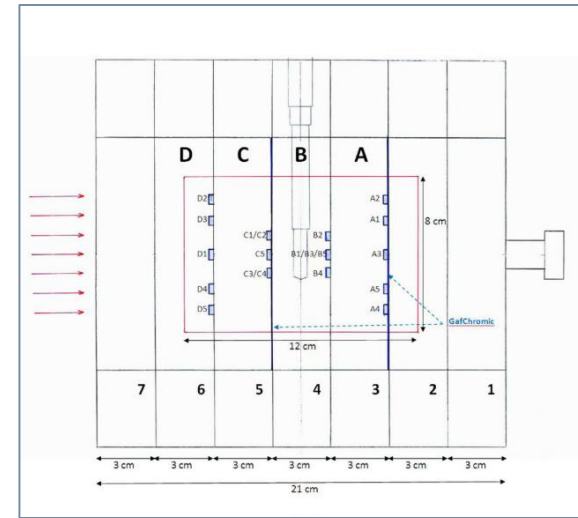 D C B A
D2 A2
D3 A1
C1/C2 B2
D1 C5 B1/B3/B5 A3
C3/C4 B4
D4 A5
D5 A4
8 cm
GafChromic
12 cm
7 6 5 4 3 2 1
3 cm 3 cm 3 cm 3 cm 3 cm 3 cm 3 cm
21 cm